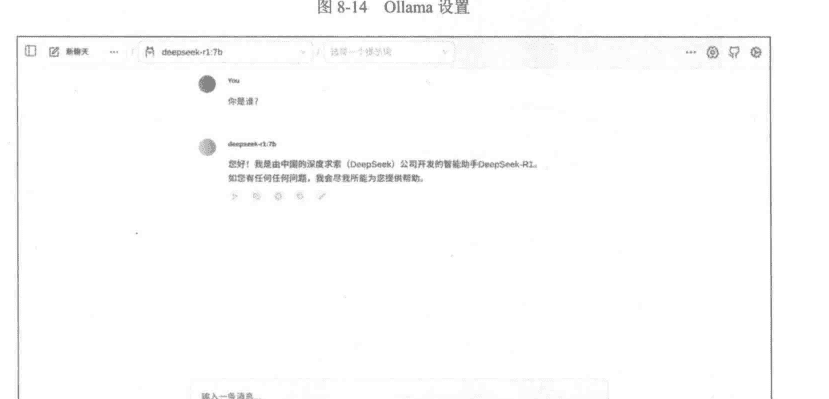 图 8-14 Ollama 设置
新聊天 ··· / deepseek-r1:7b / 选择一个提示词 ···
You
你是谁？
deepseek-r1:7b
您好！我是由中国的深度求索（DeepSeek）公司开发的智能助手DeepSeek-R1。
如您有任何任何问题，我会尽我所能为您提供帮助。
输入一条消息...